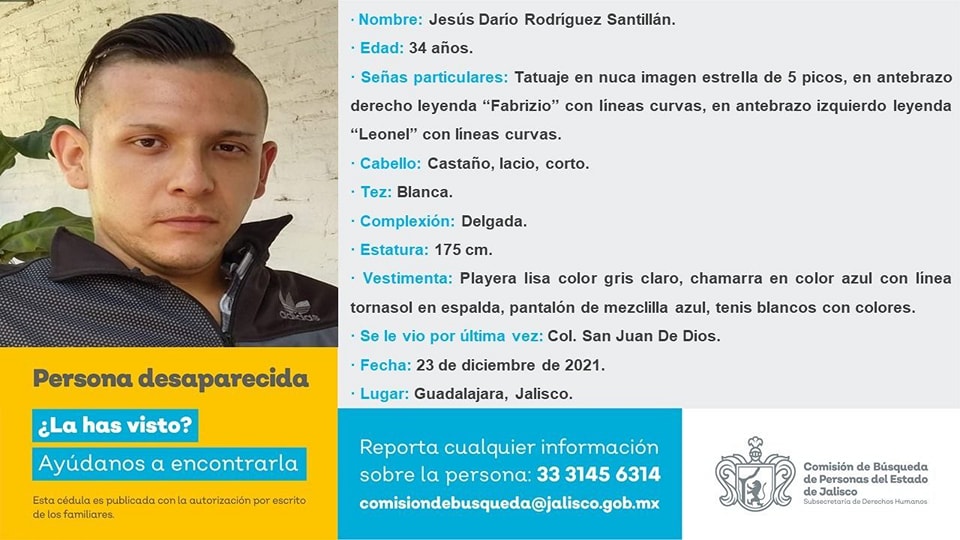 · Nombre: Jesús Darío Rodríguez Santillán.
· Edad: 34 años.
· Señas particulares: Tatuaje en nuca imagen estrella de 5 picos, en antebrazo
derecho leyenda “Fabrizio” con líneas curvas, en antebrazo izquierdo leyenda
“Leonel” con líneas curvas.
· Cabello: Castaño, lacio, corto.
· Tez: Blanca.
· Complexión: Delgada.
· Estatura: 175 cm.
· Vestimenta: Playera lisa color gris claro, chamarra en color azul con línea
tornasol en espalda, pantalón de mezclilla azul, tenis blancos con colores.
· Se le vio por última vez: Col. San Juan De Dios.
· Fecha: 23 de diciembre de 2021.
· Lugar: Guadalajara, Jalisco.
adidas
Persona desaparecida
¿La has visto?
Ayúdanos a encontrarla
Esta cédula es publicada con la autorización por escrito
de los familiares.
Reporta cualquier información
sobre la persona: 33 3145 6314
comisiondebusqueda@jalisco.gob.mx
Comisión de Búsqueda
de Personas del Estado
de Jalisco
Subsecretaría de Derechos Humanos